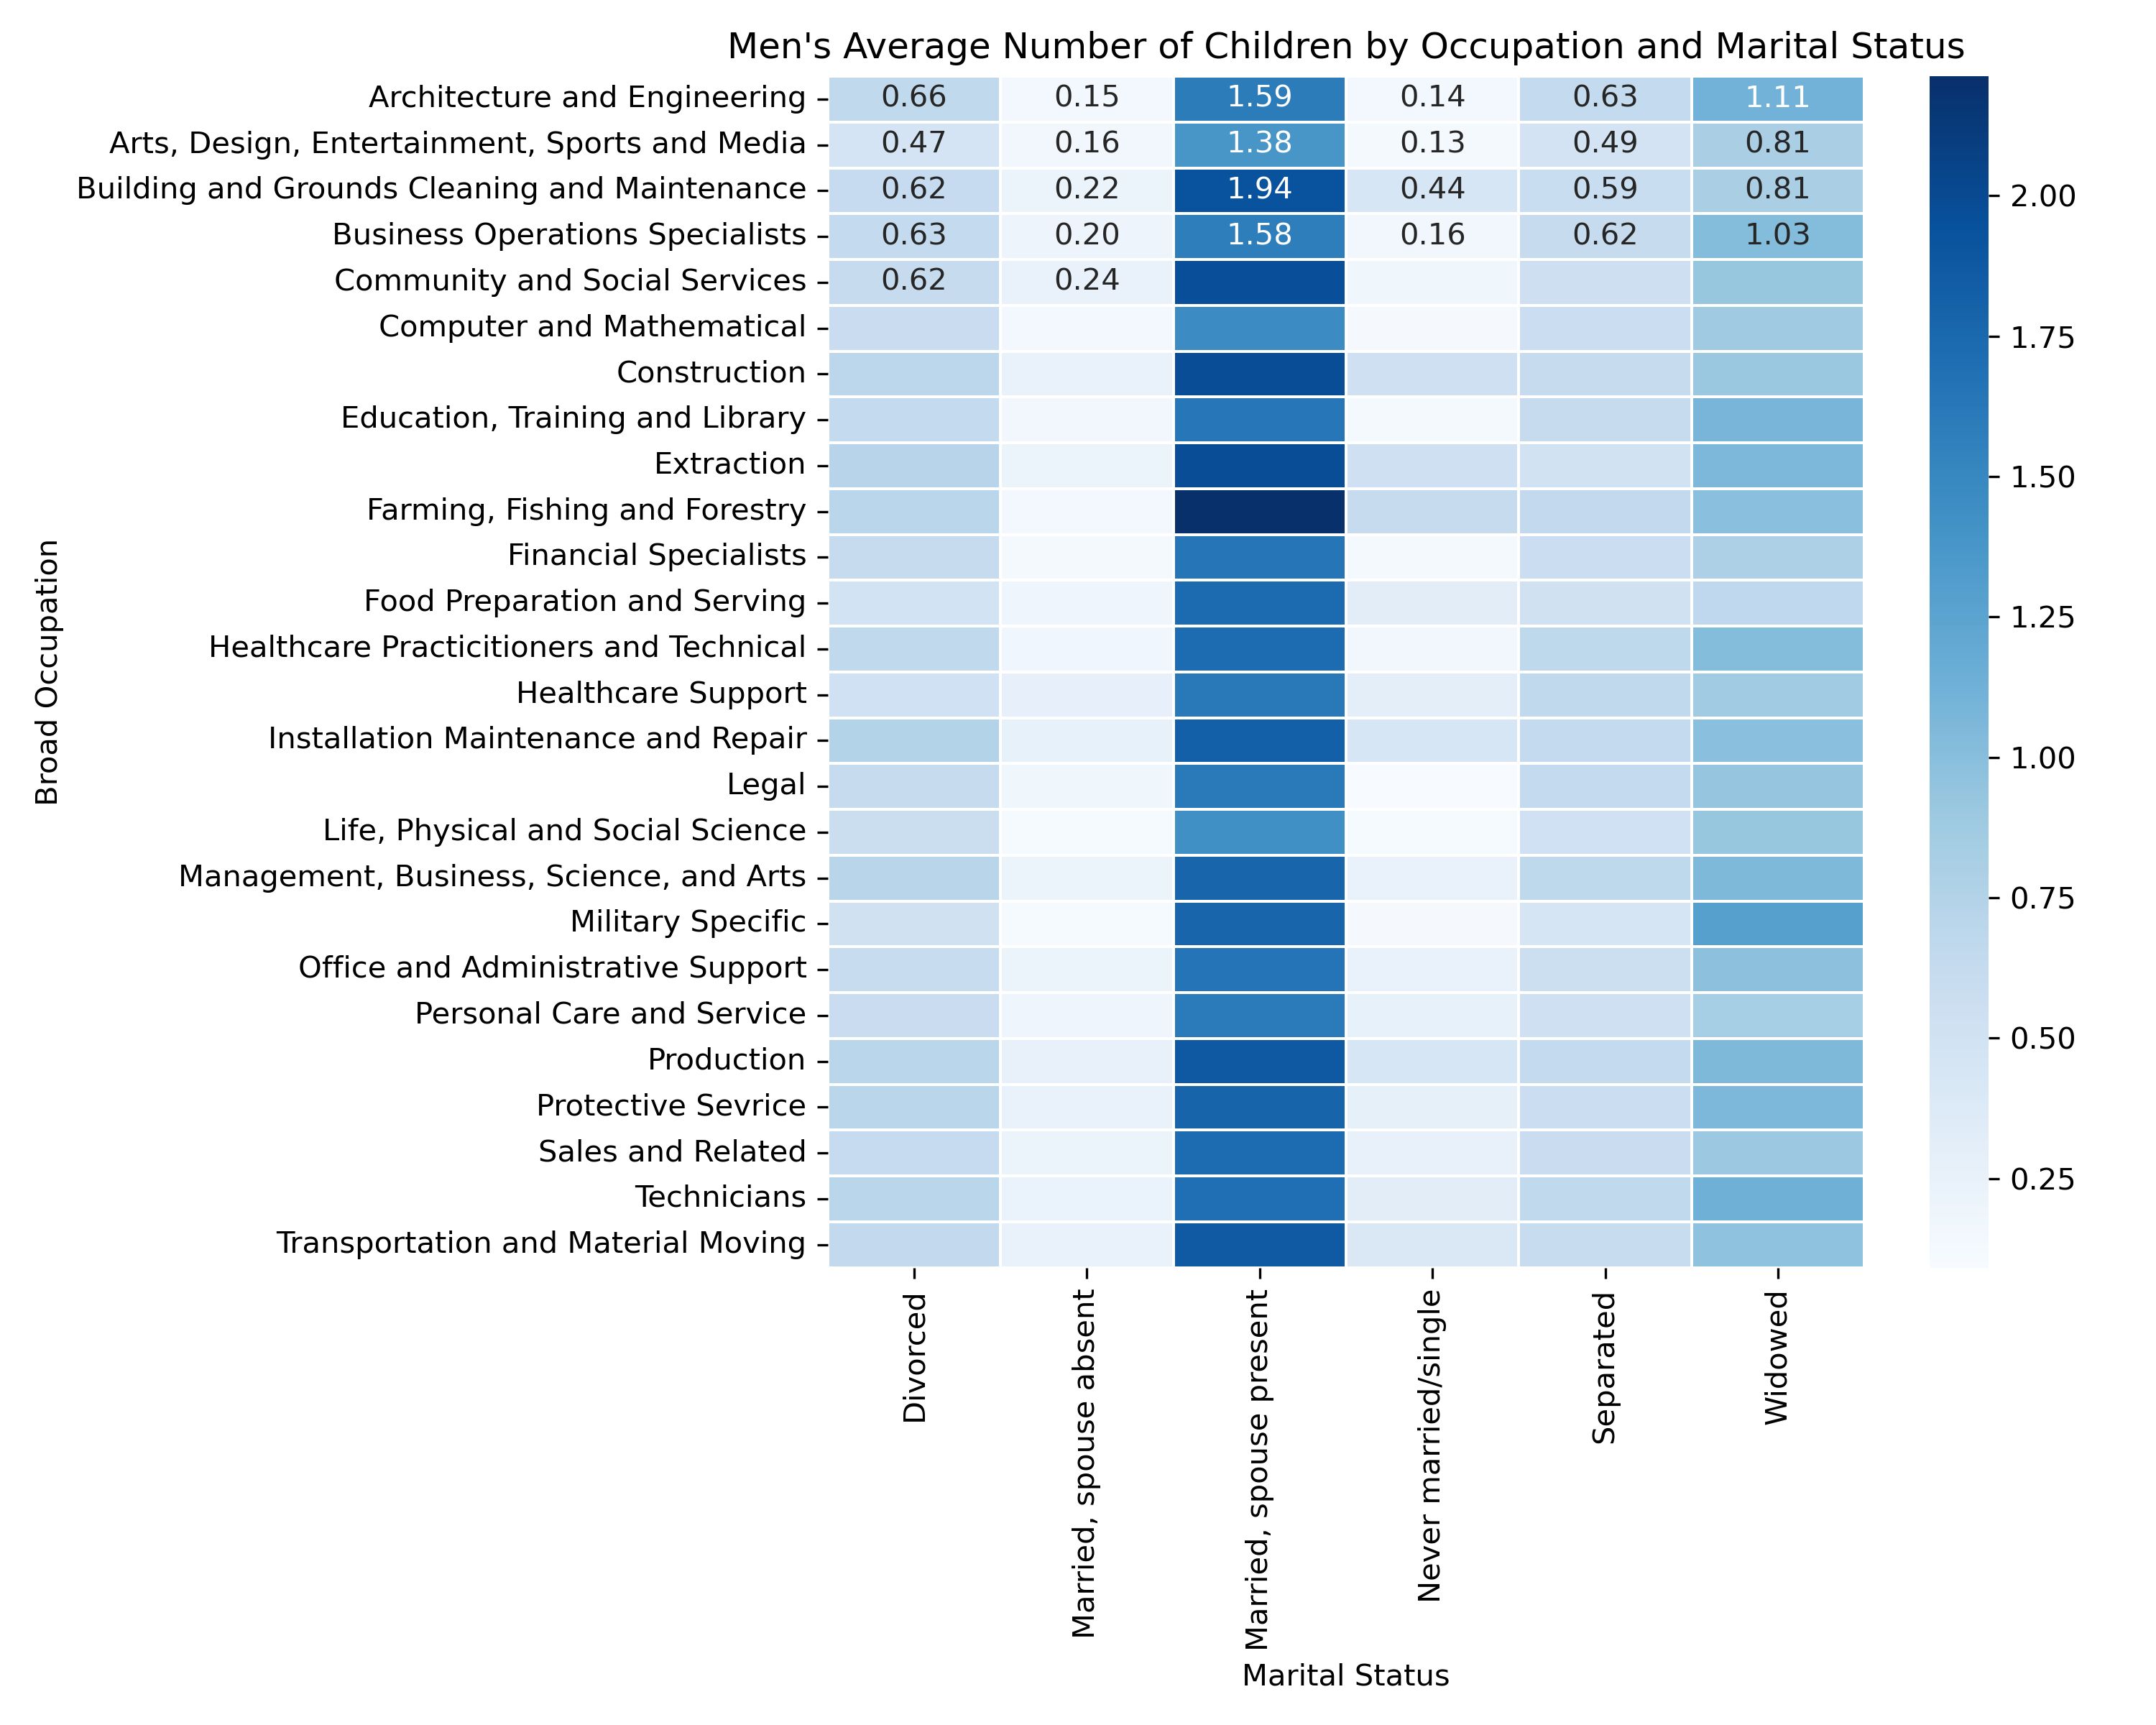 Men's Average Number of Children by Occupation and Marital Status
Architecture and Engineering 0.66 0.15 1.59 0.14 0.63 1.11
Arts, Design, Entertainment, Sports and Media 0.47 0.16 1.38 0.13 0.49 0.81
Building and Grounds Cleaning and Maintenance 0.62 0.22 1.94 0.44 0.59 0.81
Business Operations Specialists 0.63 0.20 1.58 0.16 0.62 1.03
Community and Social Services 0.62 0.24
Computer and Mathematical
Construction
Education, Training and Library
Extraction
Farming, Fishing and Forestry
Financial Specialists
Food Preparation and Serving
Healthcare Practicitioners and Technical
Healthcare Support
Installation Maintenance and Repair
Legal
Life, Physical and Social Science
Management, Business, Science, and Arts
Military Specific
Office and Administrative Support
Personal Care and Service
Production
Protective Sevrice
Sales and Related
Technicians
Transportation and Material Moving
Broad Occupation
Divorced
Married, spouse absent
Married, spouse present
Never married/single
Separated
Widowed
Marital Status
2.00
1.75
1.50
1.25
1.00
0.75
0.50
0.25